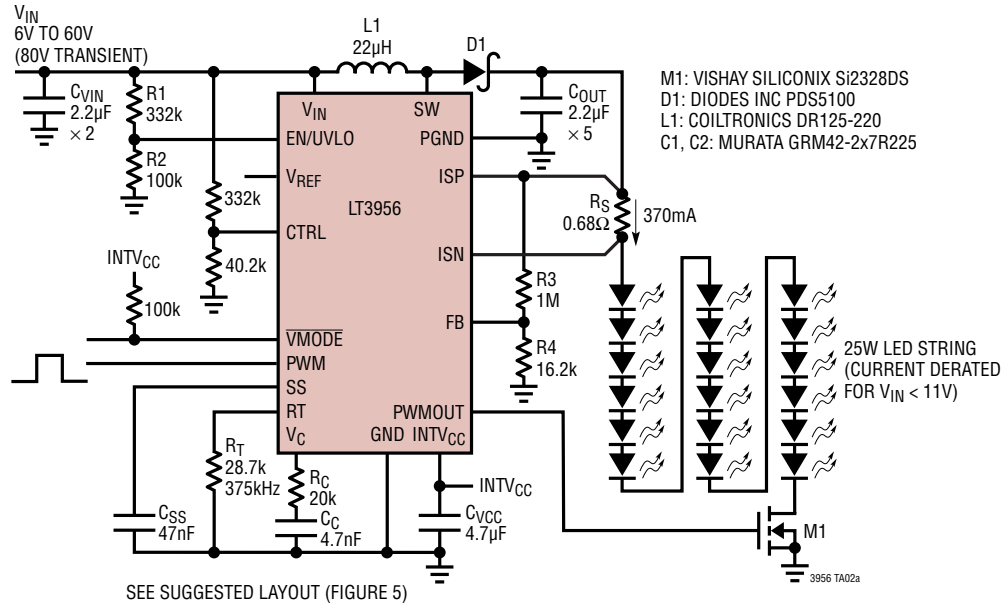 V_IN
6V TO 60V
(80V TRANSIENT)
L1
22µH
D1
M1: VISHAY SILICONIX Si2328DS
D1: DIODES INC PDS5100
L1: COILTRONICS DR125-220
C1, C2: MURATA GRM42-2x7R225
C_VIN
2.2µF
× 2
R1
332k
R2
100k
V_IN
SW
C_OUT
2.2µF
× 5
EN/UVLO
PGND
V_REF
ISP
332k
LT3956
R_S
0.68Ω
370mA
CTRL
ISN
40.2k
INTV_CC
100k
R3
1M
FB
R4
16.2k
VMODE
PWM
SS
RT
V_C
PWMOUT
GND
INTV_CC
25W LED STRING
(CURRENT DERATED
FOR V_IN < 11V)
R_T
28.7k
375kHz
R_C
20k
INTV_CC
C_SS
47nF
C_C
4.7nF
C_VCC
4.7µF
M1
3956 TA02a
SEE SUGGESTED LAYOUT (FIGURE 5)